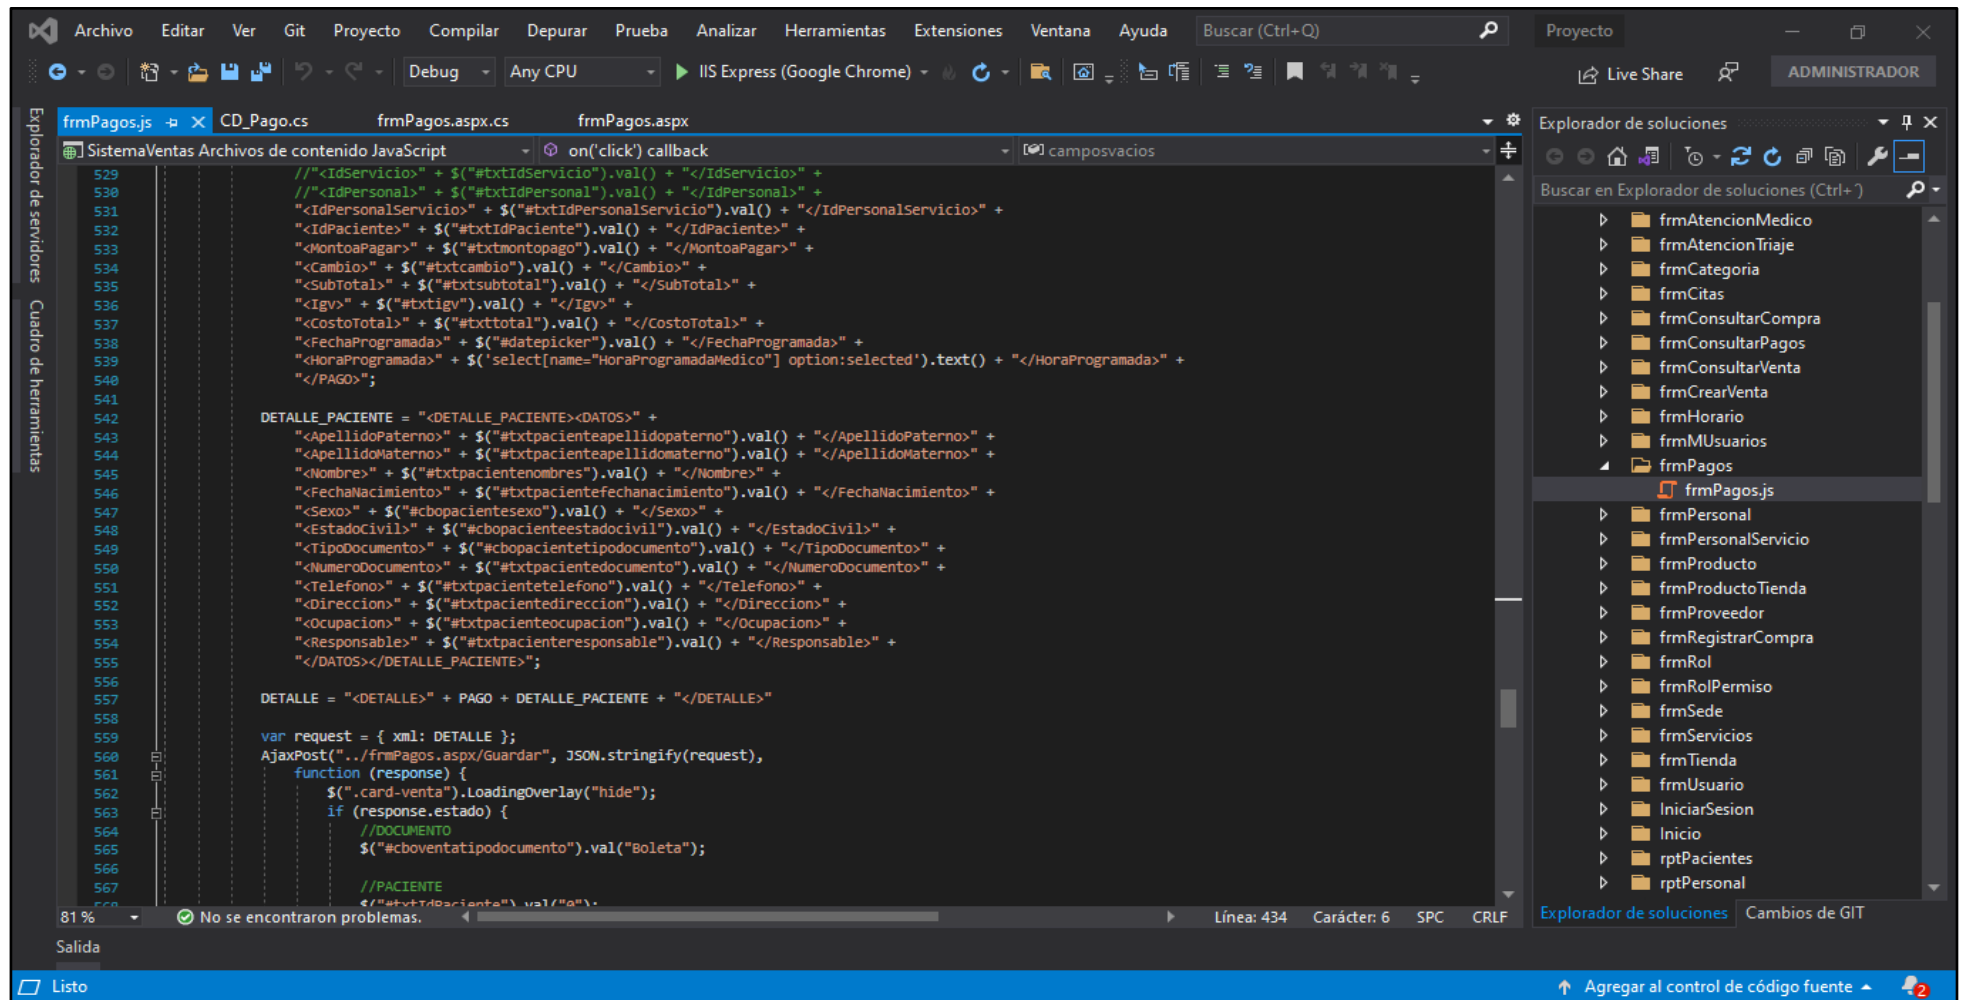 Archivo Editar Ver Git Proyecto Compilar Depurar Prueba Analizar Herramientas Extensiones Ventana Ayuda Buscar (Ctrl+Q) Proyecto
Debug Any CPU IIS Express (Google Chrome) Live Share ADMINISTRADOR
Explorador de servidores
Cuadro de herramientas
frmPagos.js CD_Pago.cs frmPagos.aspx.cs frmPagos.aspx
SistemaVentas Archivos de contenido JavaScript on('click') callback camposvacios
529 //"<IdServicio>" + $("#txtIdServicio").val() + "</IdServicio>" +
530 //"<IdPersonal>" + $("#txtIdPersonal").val() + "</IdPersonal>" +
531 "<IdPersonalServicio>" + $("#txtIdPersonalServicio").val() + "</IdPersonalServicio>" +
532 "<IdPaciente>" + $("#txtIdPaciente").val() + "</IdPaciente>" +
533 "<MontoaPagar>" + $("#txtmontopago").val() + "</MontoaPagar>" +
534 "<Cambio>" + $("#txtcambio").val() + "</Cambio>" +
535 "<SubTotal>" + $("#txtsubtotal").val() + "</SubTotal>" +
536 "<Igv>" + $("#txtigv").val() + "</Igv>" +
537 "<CostoTotal>" + $("#txttotal").val() + "</CostoTotal>" +
538 "<FechaProgramada>" + $("#datepicker").val() + "</FechaProgramada>" +
539 "<HoraProgramada>" + $('select[name="HoraProgramadaMedico"] option:selected').text() + "</HoraProgramada>" +
540 "</PAGO>";
541
542 DETALLE_PACIENTE = "<DETALLE_PACIENTE><DATOS>" +
543 "<ApellidoPaterno>" + $("#txtpacienteapellidopaterno").val() + "</ApellidoPaterno>" +
544 "<ApellidoMaterno>" + $("#txtpacienteapellidomaterno").val() + "</ApellidoMaterno>" +
545 "<Nombre>" + $("#txtpacientenombres").val() + "</Nombre>" +
546 "<FechaNacimiento>" + $("#txtpacientefechanacimiento").val() + "</FechaNacimiento>" +
547 "<Sexo>" + $("#cbopacientesexo").val() + "</Sexo>" +
548 "<EstadoCivil>" + $("#cbopacienteestadocivil").val() + "</EstadoCivil>" +
549 "<TipoDocumento>" + $("#cbopacientetipodocumento").val() + "</TipoDocumento>" +
550 "<NumeroDocumento>" + $("#txtpacientedocumento").val() + "</NumeroDocumento>" +
551 "<Telefono>" + $("#txtpacientetelefono").val() + "</Telefono>" +
552 "<Direccion>" + $("#txtpacientedireccion").val() + "</Direccion>" +
553 "<Ocupacion>" + $("#txtpacienteocupacion").val() + "</Ocupacion>" +
554 "<Responsable>" + $("#txtpacienteresponsable").val() + "</Responsable>" +
555 "</DATOS></DETALLE_PACIENTE>";
556
557 DETALLE = "<DETALLE>" + PAGO + DETALLE_PACIENTE + "</DETALLE>"
558
559 var request = { xml: DETALLE };
560 AjaxPost("../frmPagos.aspx/Guardar", JSON.stringify(request),
561 function (response) {
562 $(".card-venta").LoadingOverlay("hide");
563 if (response.estado) {
564 //DOCUMENTO
565 $("#cboventatipodocumento").val("Boleta");
566
567 //PACIENTE
568 $("#txtIdPaciente").val("0");
81 % No se encontraron problemas. Línea: 434 Carácter: 6 SPC CRLF
Salida
Listo
Explorador de soluciones
Buscar en Explorador de soluciones (Ctrl+´)
frmAtencionMedico
frmAtencionTriaje
frmCategoria
frmCitas
frmConsultarCompra
frmConsultarPagos
frmConsultarVenta
frmCrearVenta
frmHorario
frmMUsuarios
frmPagos
frmPagos.js
frmPersonal
frmPersonalServicio
frmProducto
frmProductoTienda
frmProveedor
frmRegistrarCompra
frmRol
frmRolPermiso
frmSede
frmServicios
frmTienda
frmUsuario
IniciarSesion
Inicio
rptPacientes
rptPersonal
Explorador de soluciones Cambios de GIT
Agregar al control de código fuente 2